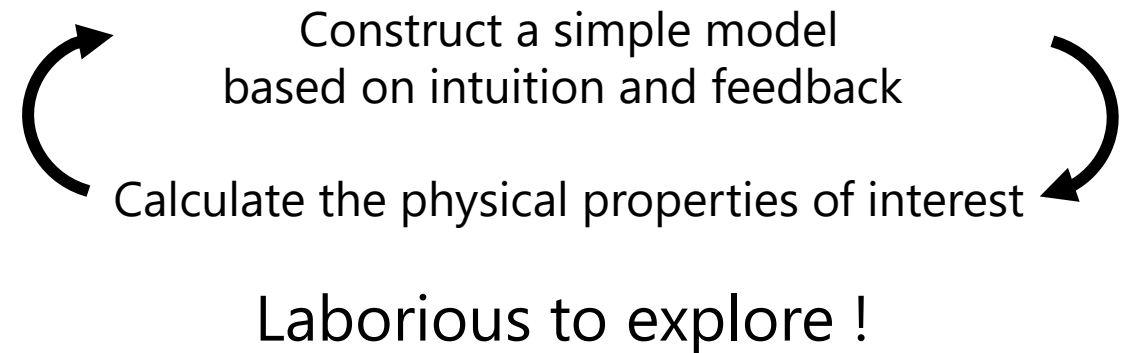 Construct a simple model
based on intuition and feedback
Calculate the physical properties of interest
Laborious to explore !